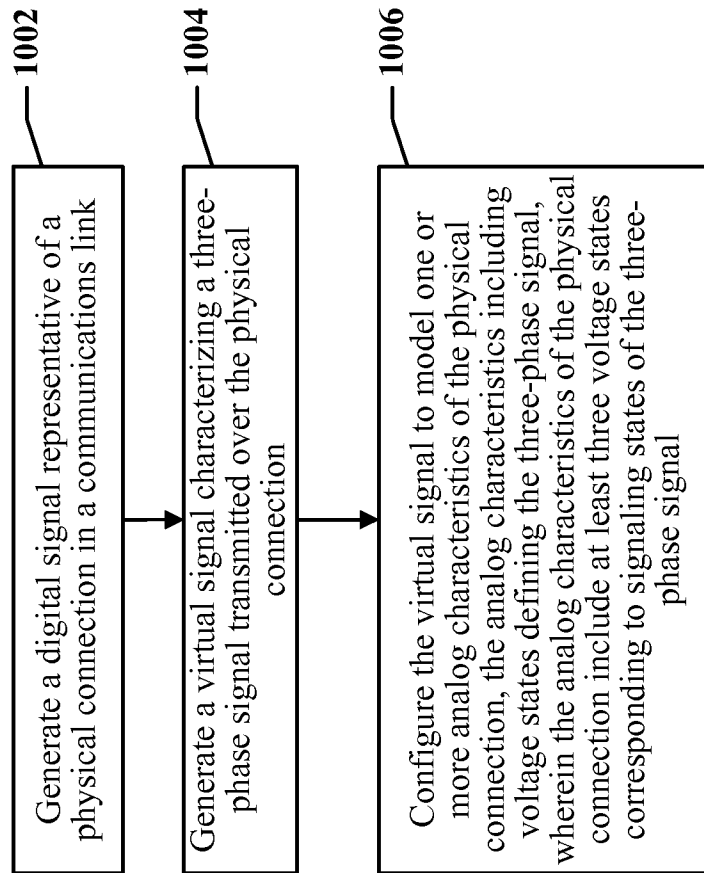 1002
Generate a digital signal representative of a
physical connection in a communications link
1004
Generate a virtual signal characterizing a three-
phase signal transmitted over the physical
connection
1006
Configure the virtual signal to model one or
more analog characteristics of the physical
connection, the analog characteristics including
voltage states defining the three-phase signal,
wherein the analog characteristics of the physical
connection include at least three voltage states
corresponding to signaling states of the three-
phase signal